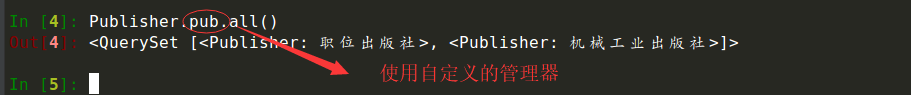 In [4]: Publisher.pub.all()
Out[4]: <QuerySet [<Publisher: 职位出版社>, <Publisher: 机械工业出版社>]>
使用自定义的管理器
In [5]: